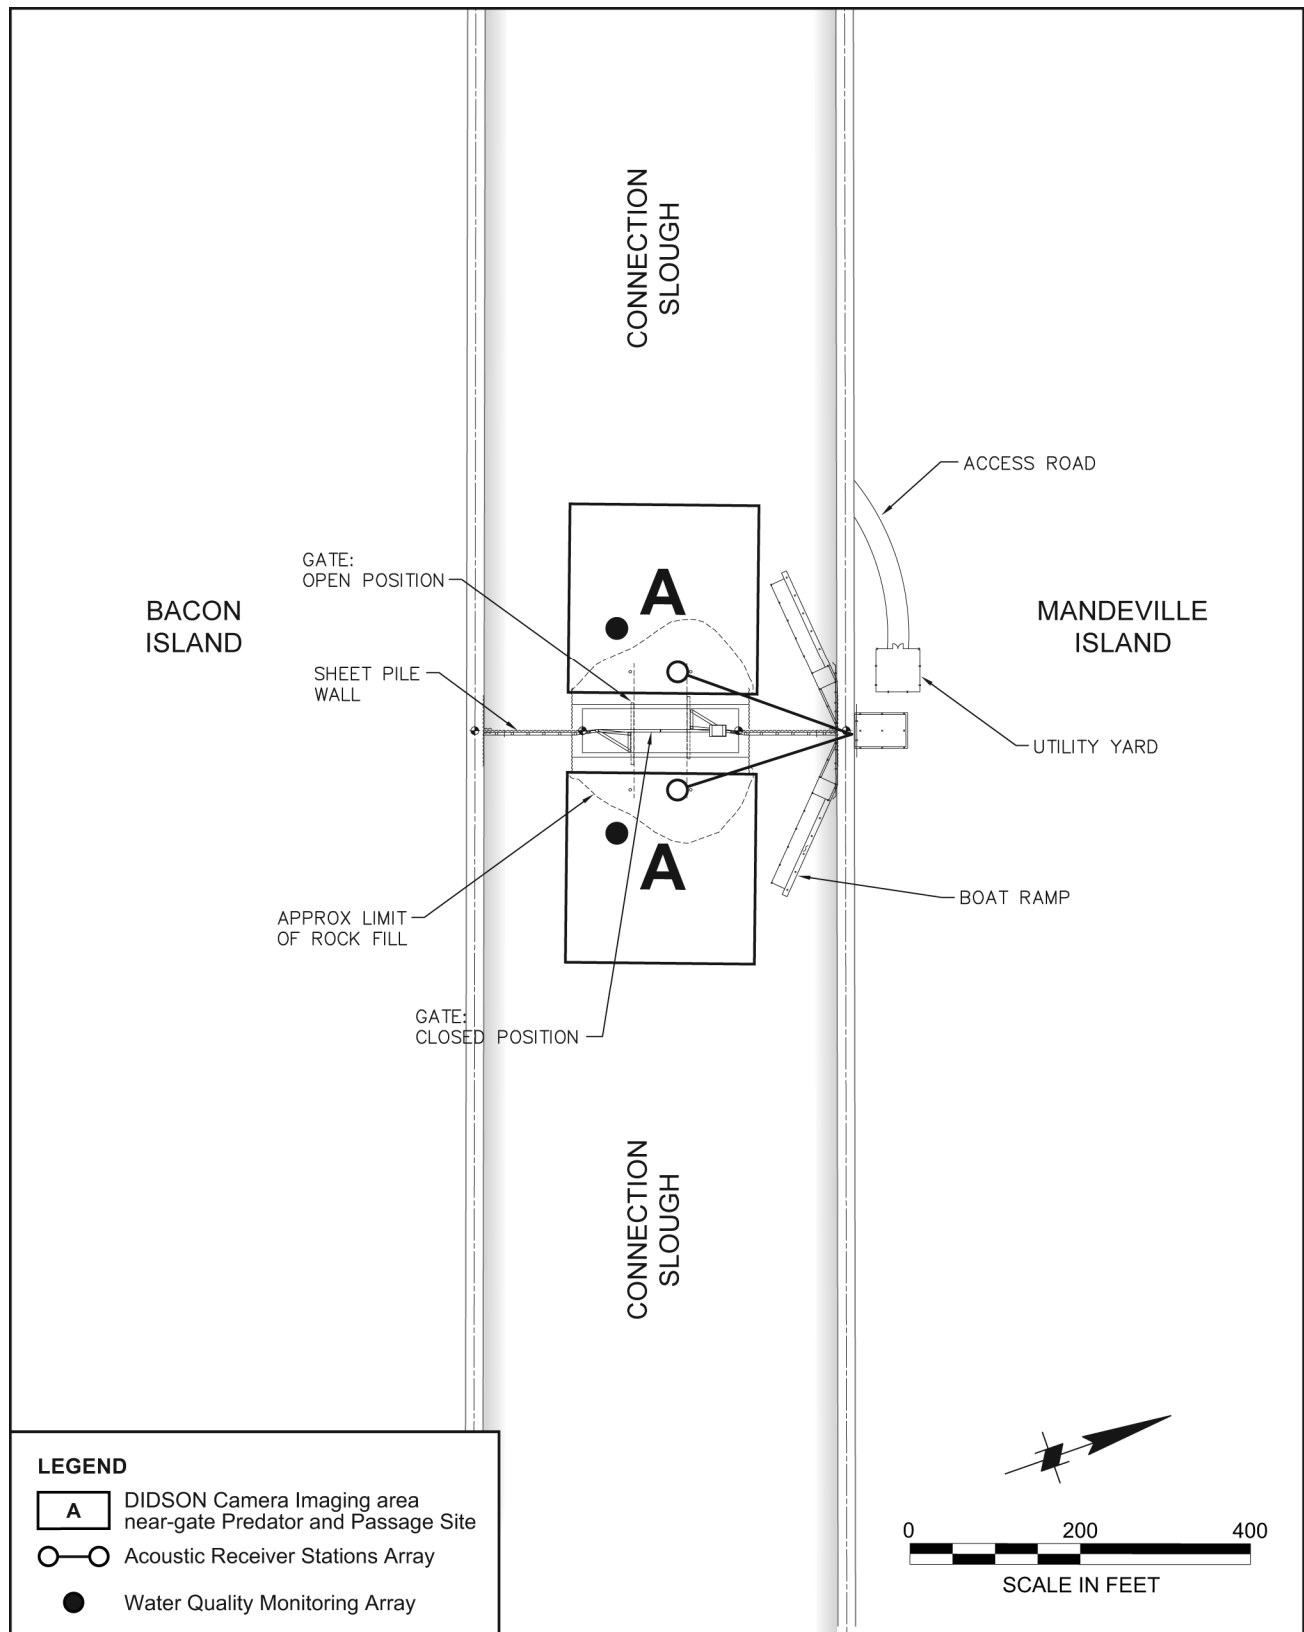 CONNECTION
SLOUGH
ACCESS ROAD
GATE:
OPEN POSITION
A
BACON
ISLAND
MANDEVILLE
ISLAND
SHEET PILE
WALL
UTILITY YARD
A
BOAT RAMP
APPROX LIMIT
OF ROCK FILL
GATE:
CLOSED POSITION
CONNECTION
SLOUGH
LEGEND
A
DIDSON Camera Imaging area
near-gate Predator and Passage Site
Acoustic Receiver Stations Array
Water Quality Monitoring Array
0 200 400
SCALE IN FEET